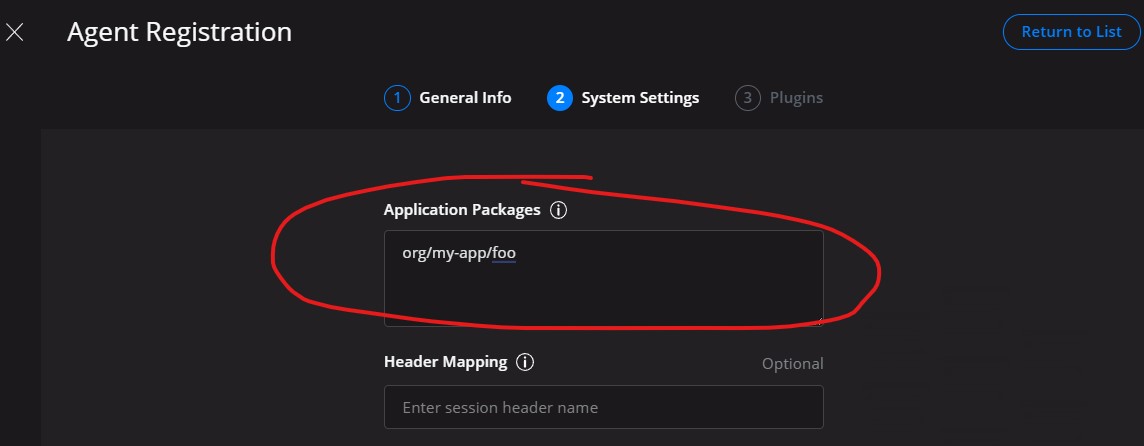 Agent Registration
Return to List
1 General Info 2 System Settings 3 Plugins
Application Packages
org/my-app/foo
Header Mapping Optional
Enter session header name